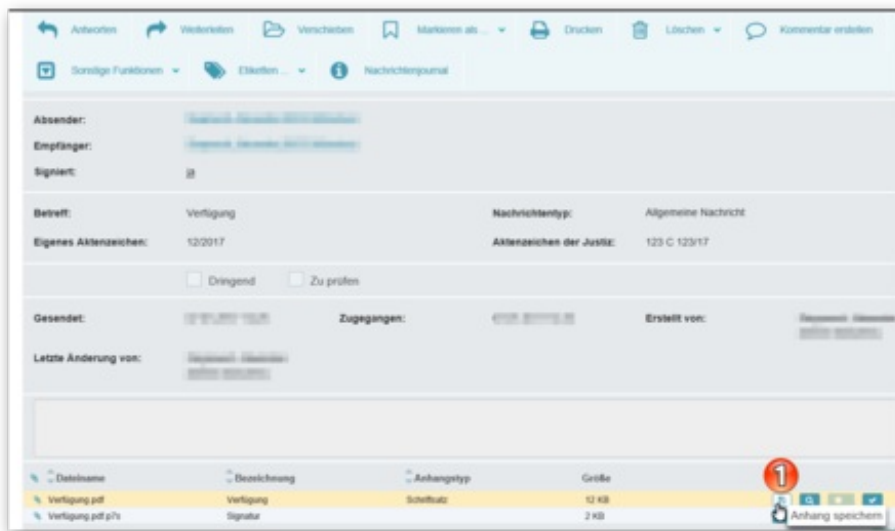 Antworten Weiterleiten Verschieben Markieren als ... Drucken Löschen Kommentar erstellen
Sonstige Funktionen Etiketten ... Nachrichtenjournal
Absender:
Empfänger:
Signiert: ja
Betreff: Verfügung Nachrichtentyp: Allgemeine Nachricht
Eigenes Aktenzeichen: 12/2017 Aktenzeichen der Justiz: 123 C 123/17
Dringend Zu prüfen
Gesendet: Zugegangen: Erstellt von:
Letzte Änderung von:
Dateiname Bezeichnung Anhangstyp Größe
1
Verfügung.pdf Verfügung Schriftsatz 12 KB
Verfügung.pdf.p7s Signatur 2 KB Anhang speichern